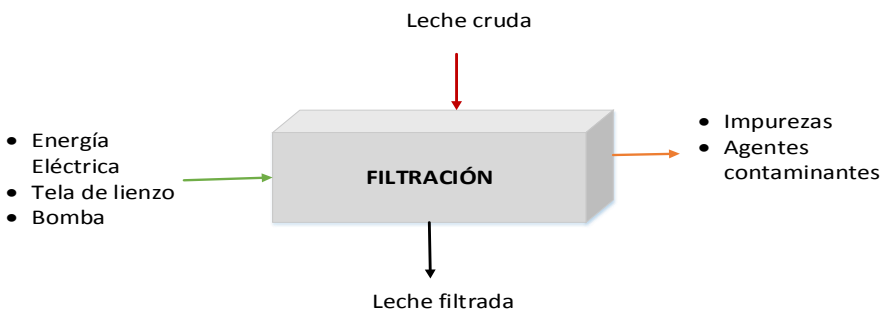 Leche cruda
• Energía
Eléctrica
• Tela de lienzo
• Bomba
FILTRACIÓN
• Impurezas
• Agentes
contaminantes
Leche filtrada